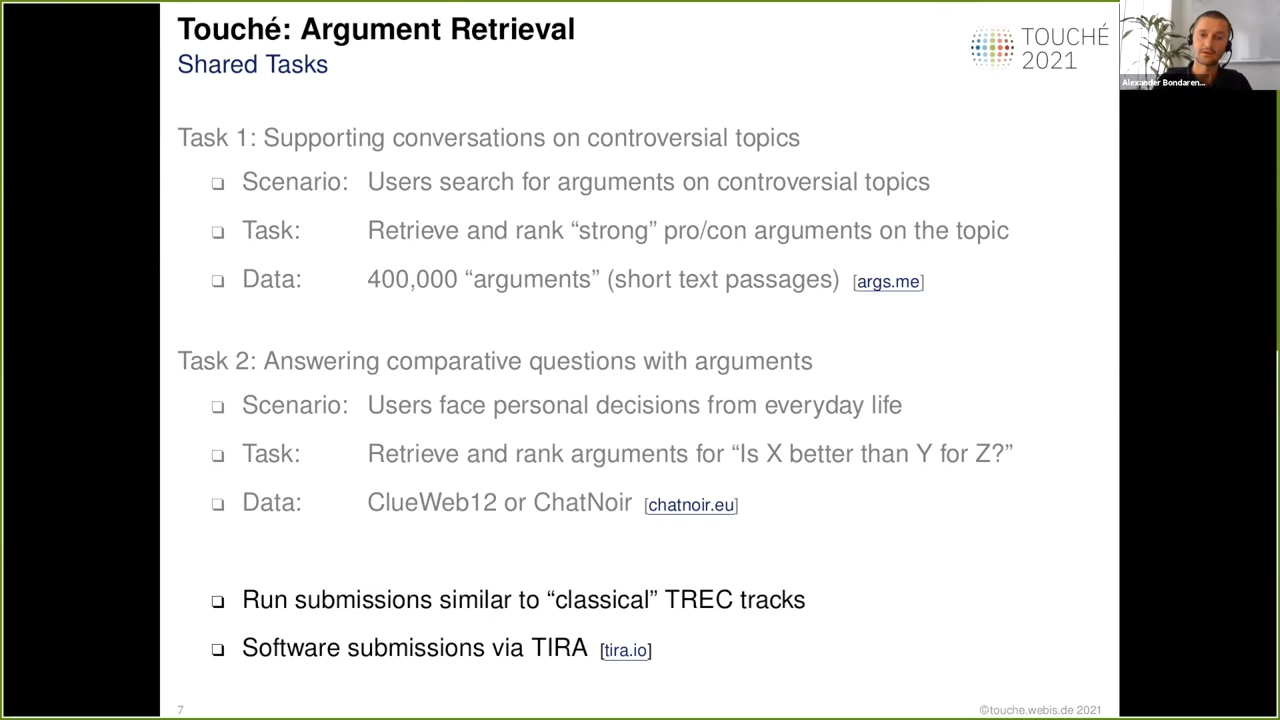 Touché: Argument Retrieval
Shared Tasks
TOUCHÉ
2021
Alexander Bondaren...
Task 1: Supporting conversations on controversial topics
❏ Scenario: Users search for arguments on controversial topics
❏ Task: Retrieve and rank “strong” pro/con arguments on the topic
❏ Data: 400,000 “arguments” (short text passages) [args.me]
Task 2: Answering comparative questions with arguments
❏ Scenario: Users face personal decisions from everyday life
❏ Task: Retrieve and rank arguments for “Is X better than Y for Z?”
❏ Data: ClueWeb12 or ChatNoir [chatnoir.eu]
❏ Run submissions similar to “classical” TREC tracks
❏ Software submissions via TIRA [tira.io]
7
©touche.webis.de 2021